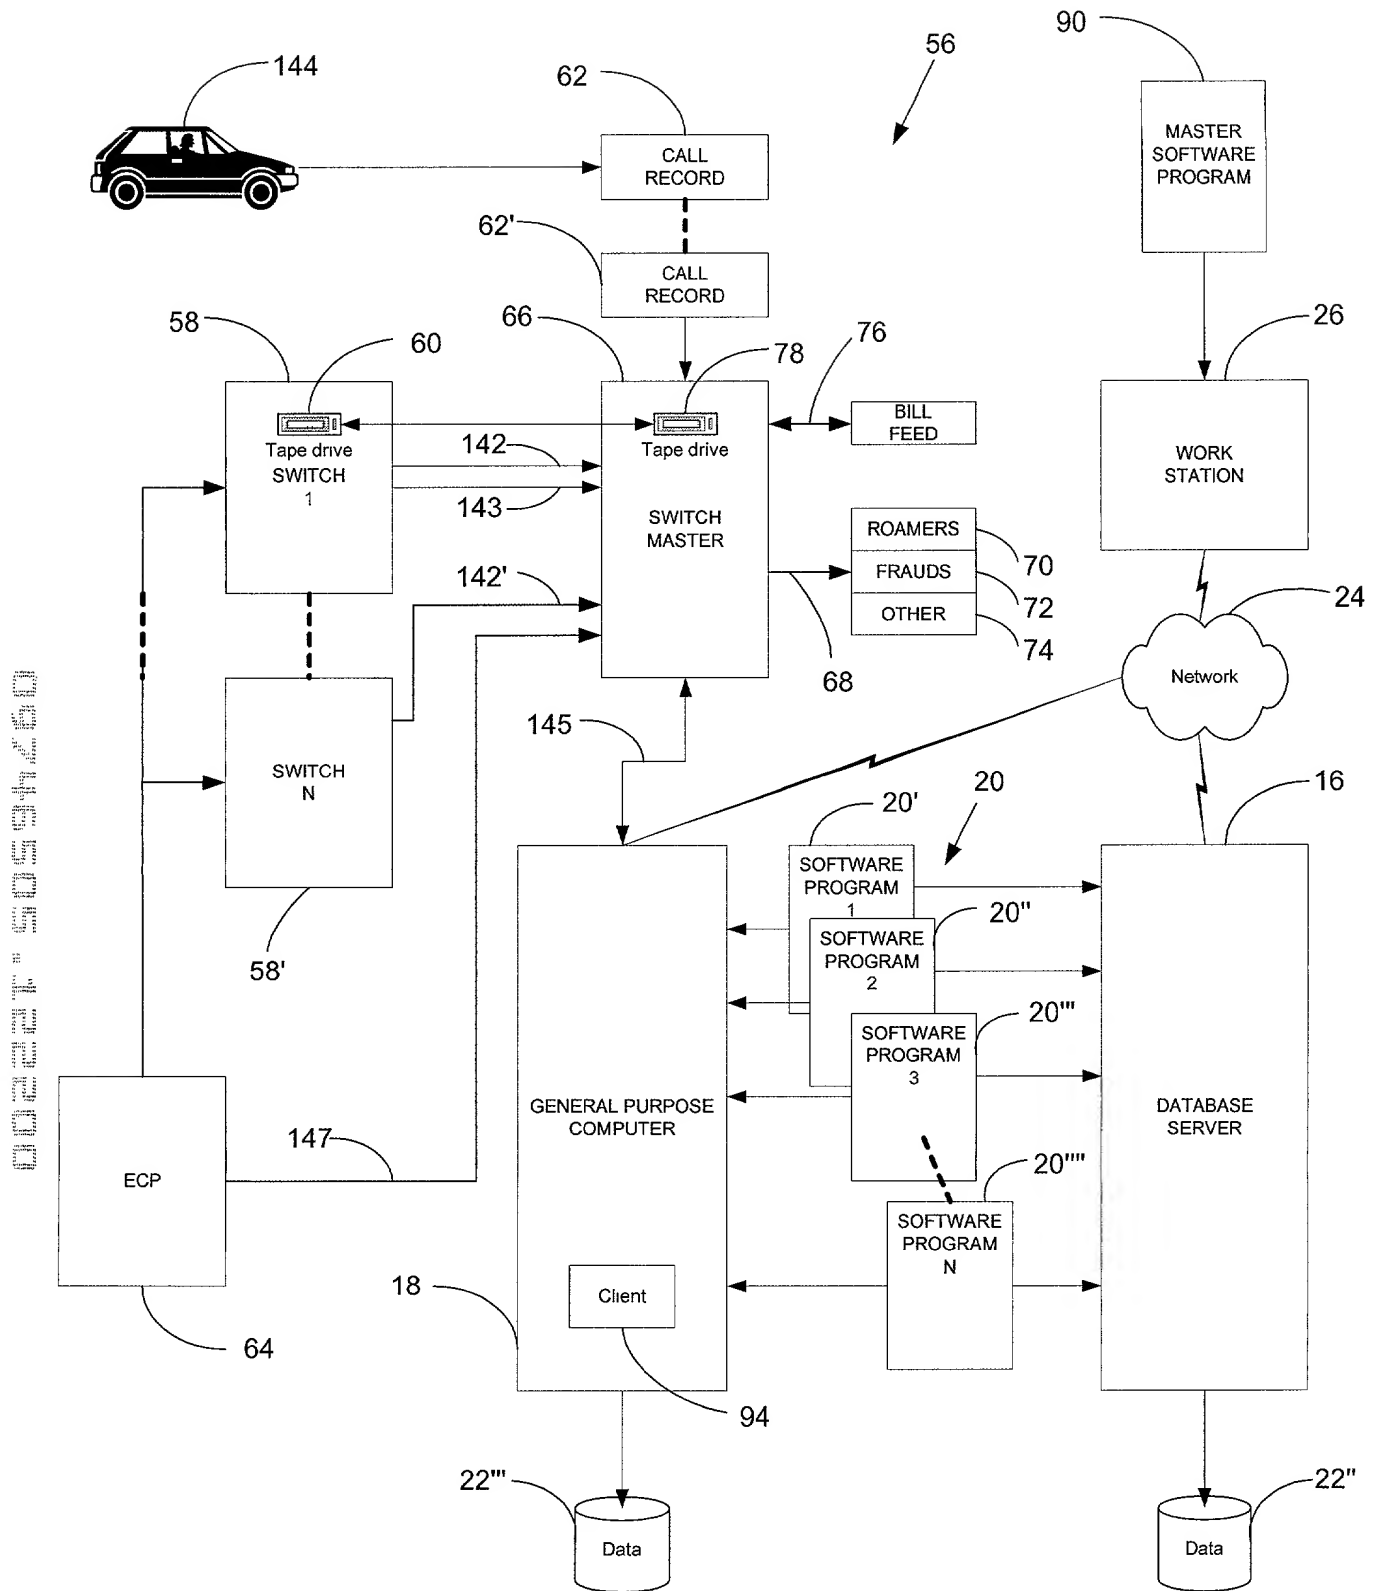 90
56
144
62
CALL
RECORD
MASTER
SOFTWARE
PROGRAM
62'
CALL
RECORD
58
60
66
78
76
26
Tape drive
SWITCH
1
142
143
Tape drive
SWITCH
MASTER
BILL
FEED
WORK
STATION
ROAMERS
70
FRAUDS
72
OTHER
74
68
142'
24
Network
SWITCH
N
58'
145
20'
20
16
SOFTWARE
PROGRAM
1
20''
SOFTWARE
PROGRAM
2
20'''
SOFTWARE
PROGRAM
3
GENERAL PURPOSE
COMPUTER
DATABASE
SERVER
ECP
147
20''''
SOFTWARE
PROGRAM
N
18
Client
64
94
22'''
Data
22''
Data